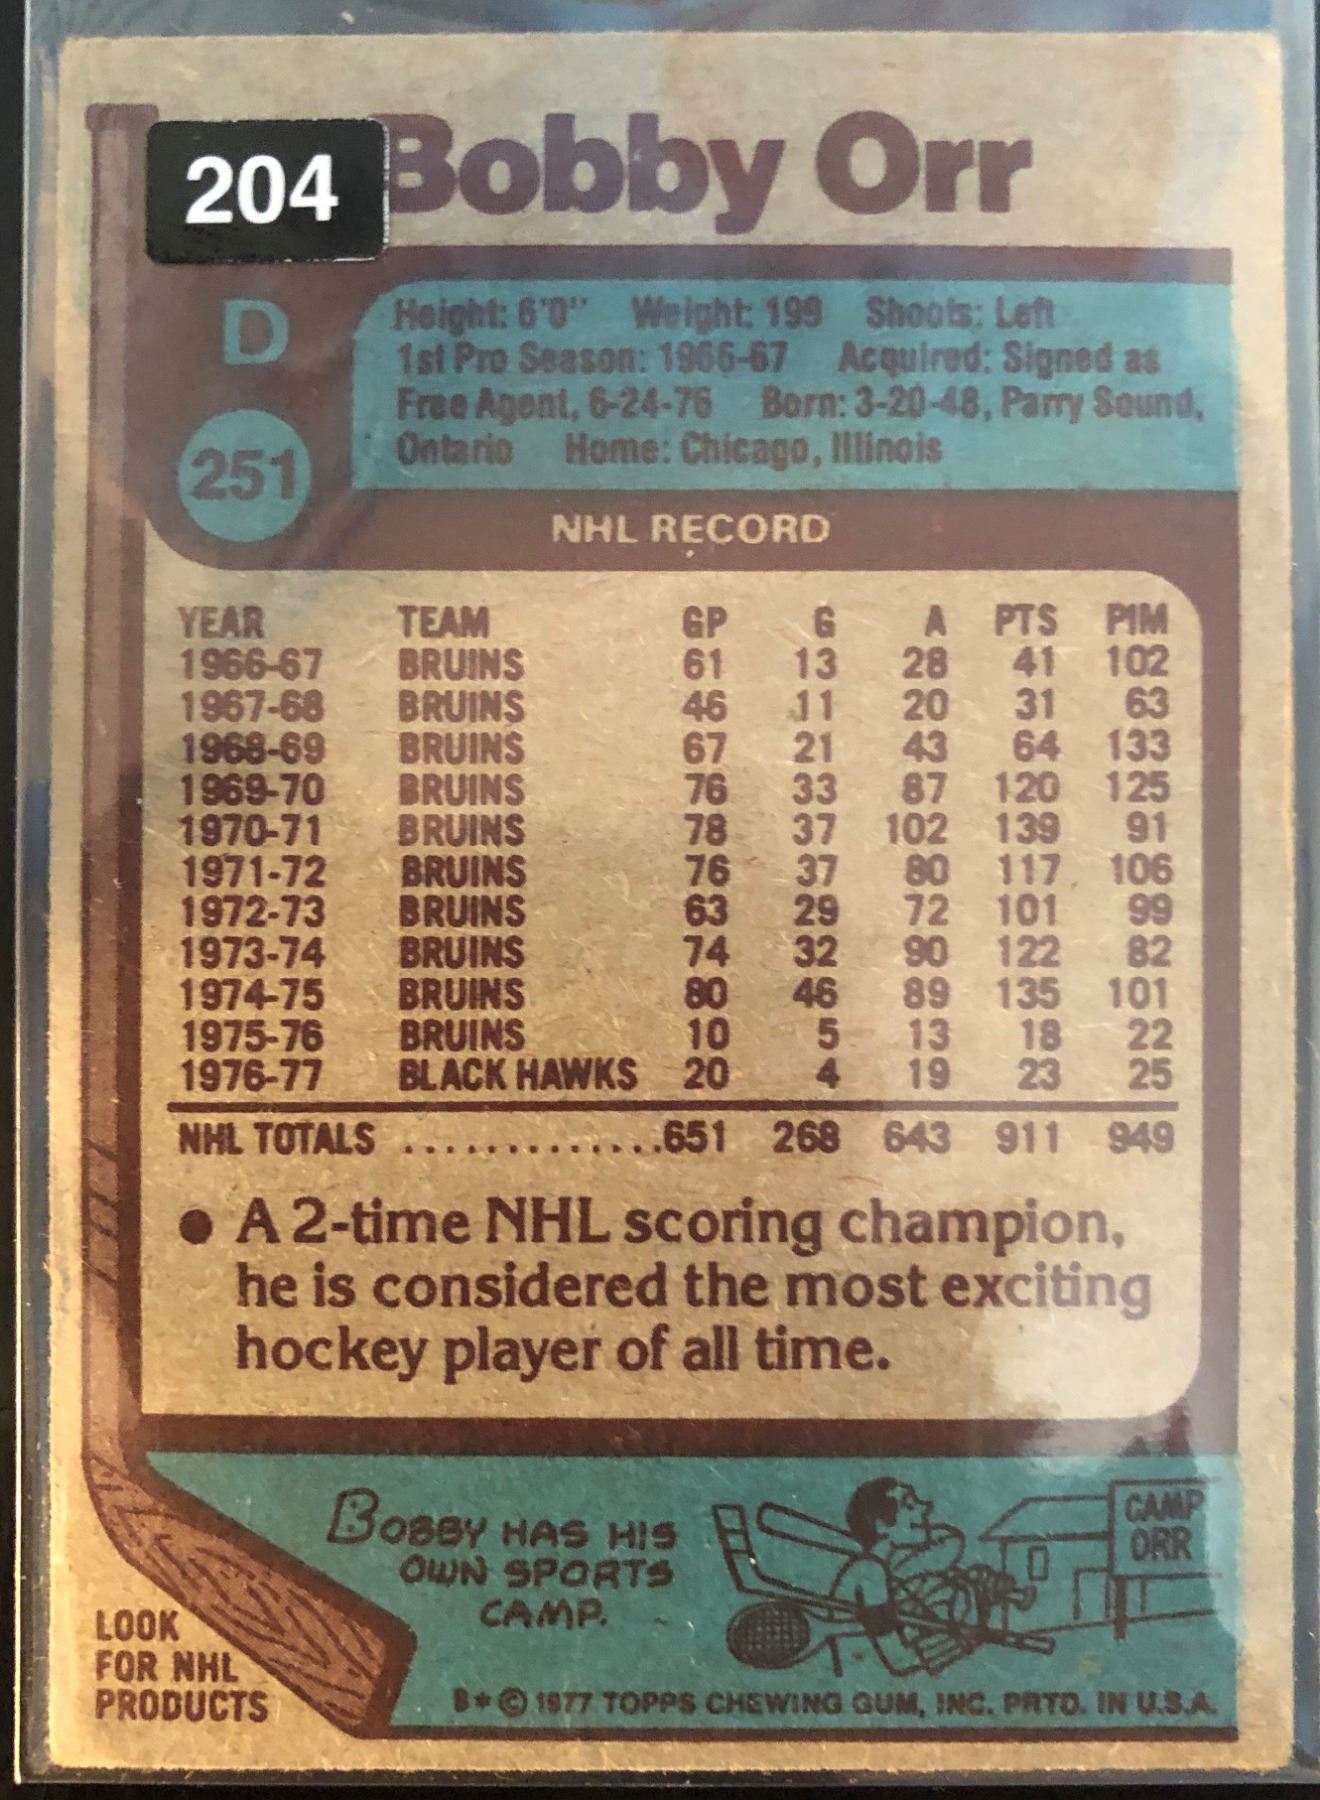 204
Bobby Orr
D
Height: 6'0" Weight: 199 Shoots: Left
1st Pro Season: 1966-67 Acquired: Signed as
Free Agent, 6-24-76 Born: 3-20-48, Parry Sound,
Ontario Home: Chicago, Illinois
251
NHL RECORD
YEAR TEAM GP G A PTS PIM
1966-67 BRUINS 61 13 28 41 102
1967-68 BRUINS 46 11 20 31 63
1968-69 BRUINS 67 21 43 64 133
1969-70 BRUINS 76 33 87 120 125
1970-71 BRUINS 78 37 102 139 91
1971-72 BRUINS 76 37 80 117 106
1972-73 BRUINS 63 29 72 101 99
1973-74 BRUINS 74 32 90 122 82
1974-75 BRUINS 80 46 89 135 101
1975-76 BRUINS 10 5 13 18 22
1976-77 BLACK HAWKS 20 4 19 23 25
NHL TOTALS .............651 268 643 911 949
● A 2-time NHL scoring champion,
he is considered the most exciting
hockey player of all time.
BOBBY HAS HIS
OWN SPORTS
CAMP.
CAMP
ORR
LOOK
FOR NHL
PRODUCTS
B*© 1977 TOPPS CHEWING GUM, INC. PRTD. IN U.S.A.